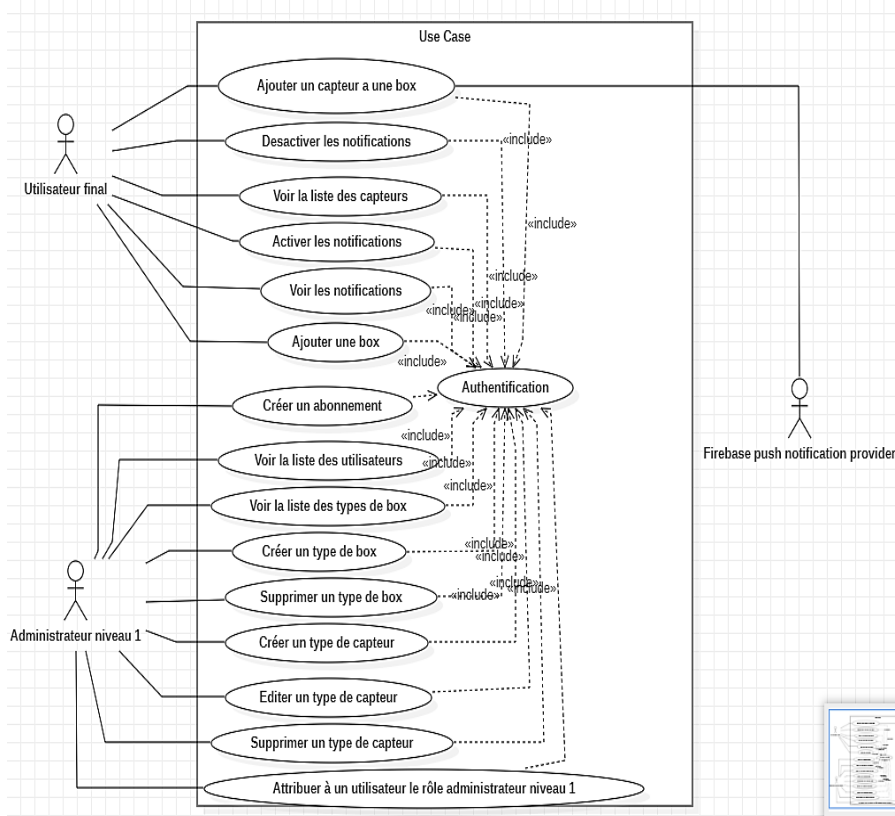 Use Case
Ajouter un capteur a une box
Desactiver les notifications
«include»
Utilisateur final
Voir la liste des capteurs
«include»
Activer les notifications
«include»
Voir les notifications
«include»
«include»
«include»
Ajouter une box
«include»
Authentification
Créer un abonnement
«include»
Voir la liste des utilisateurs
«include»
Firebase push notification provider
«include»
Voir la liste des types de box
Créer un type de box
«include»
«include»
«include»
«include»
Supprimer un type de box
«include»
Administrateur niveau 1
Créer un type de capteur
Editer un type de capteur
Supprimer un type de capteur
Attribuer à un utilisateur le rôle administrateur niveau 1